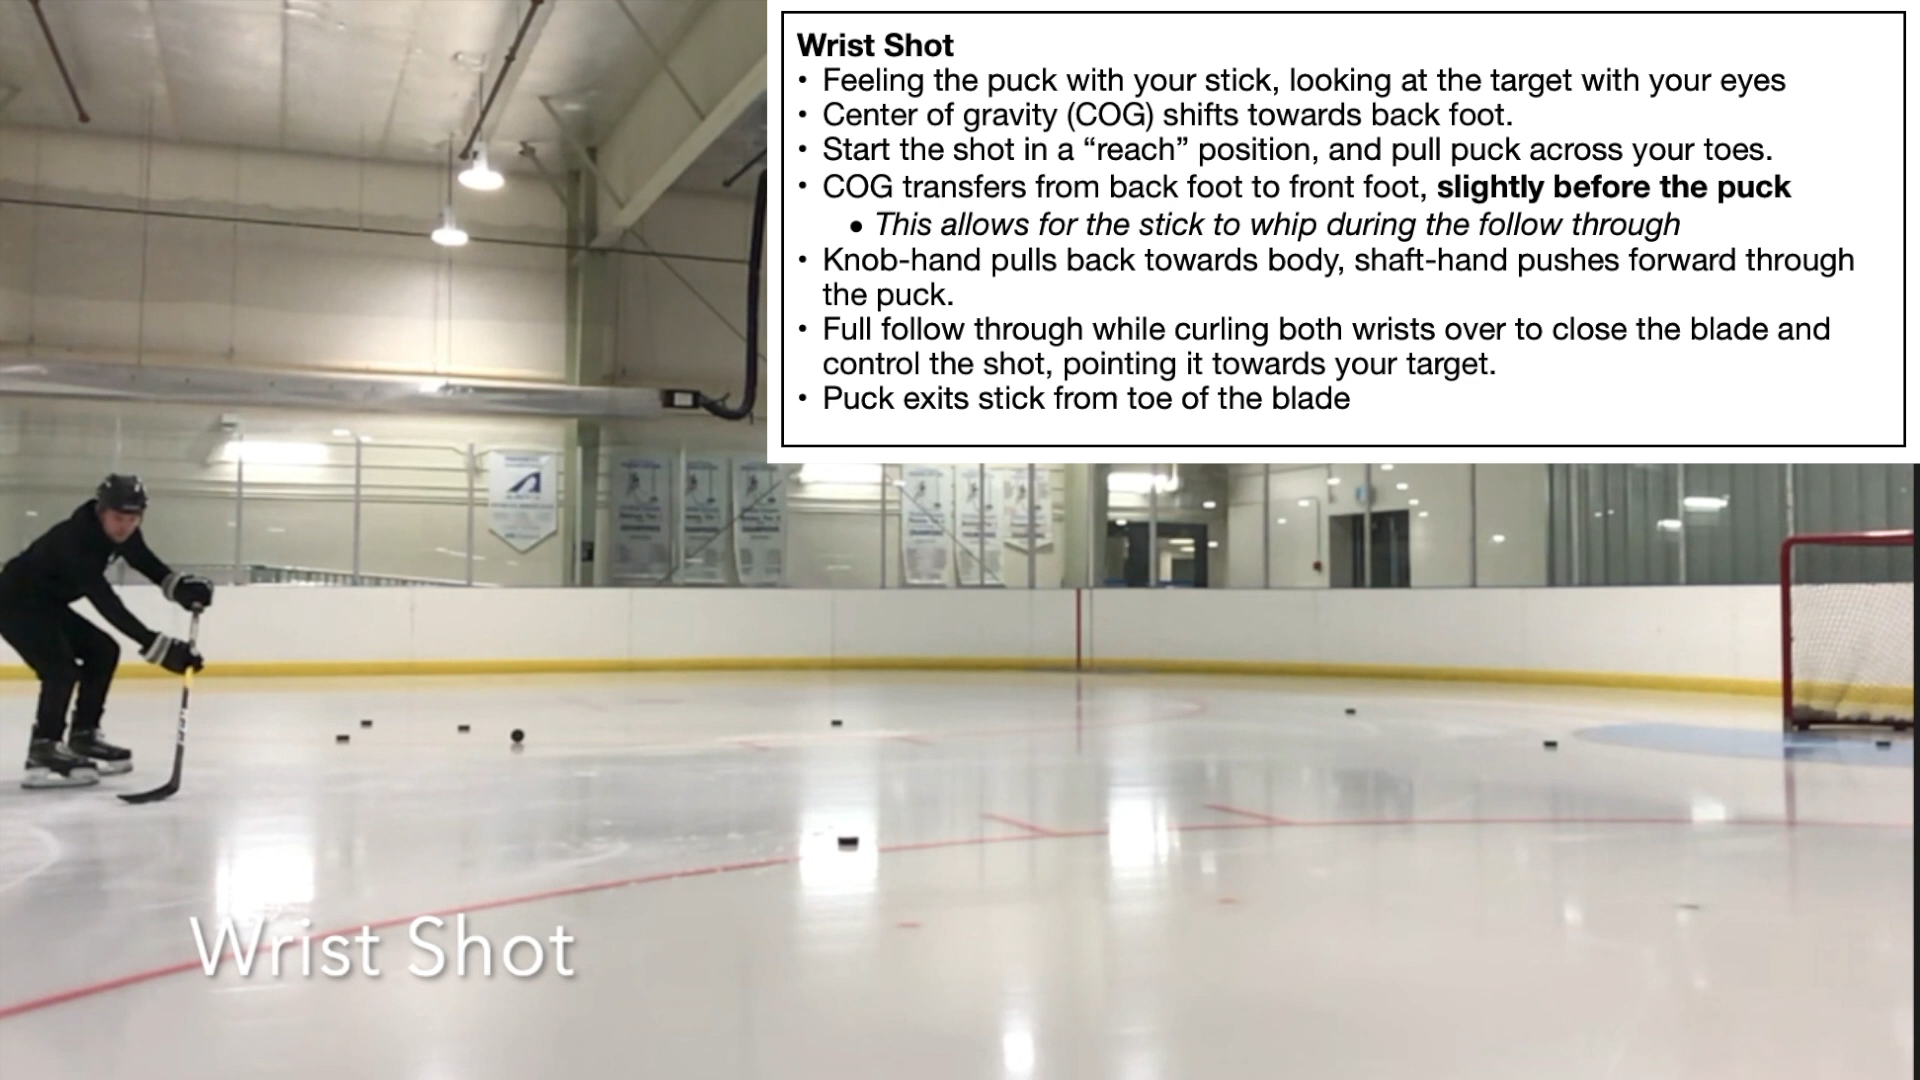 Wrist Shot
• Feeling the puck with your stick, looking at the target with your eyes
• Center of gravity (COG) shifts towards back foot.
• Start the shot in a “reach” position, and pull puck across your toes.
• COG transfers from back foot to front foot, slightly before the puck
• This allows for the stick to whip during the follow through
• Knob-hand pulls back towards body, shaft-hand pushes forward through
the puck.
• Full follow through while curling both wrists over to close the blade and
control the shot, pointing it towards your target.
• Puck exits stick from toe of the blade
Wrist Shot